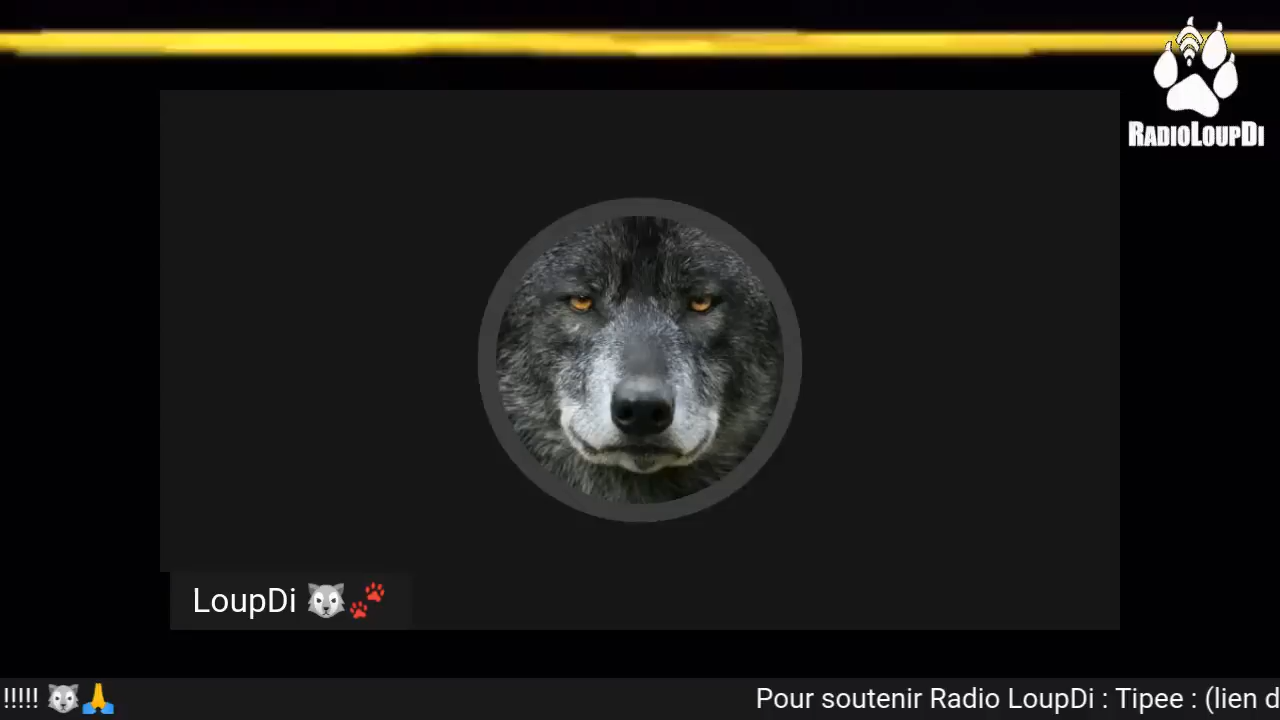 RADIOLOUPDI
LoupDi 🐺🐾
!!!!! 🐺🙏 Pour soutenir Radio LoupDi : Tipee : (lien d